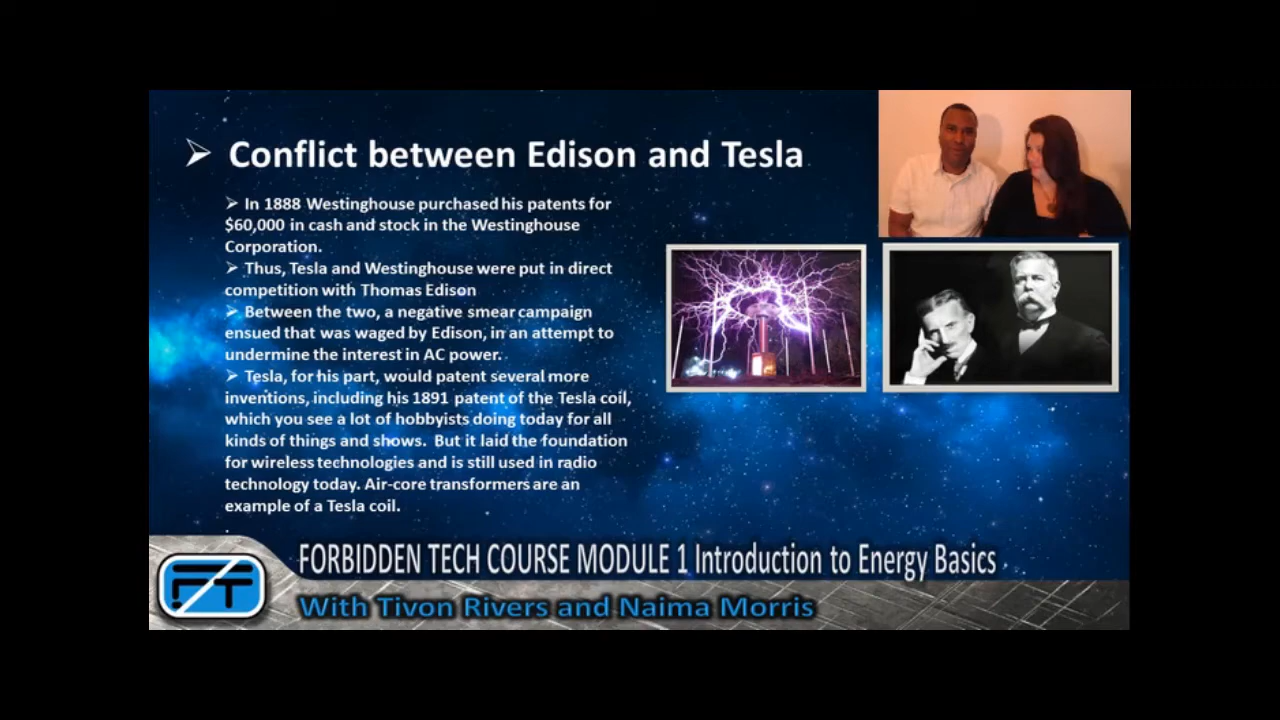 ➢ Conflict between Edison and Tesla
➢ In 1888 Westinghouse purchased his patents for
$60,000 in cash and stock in the Westinghouse
Corporation.
➢ Thus, Tesla and Westinghouse were put in direct
competition with Thomas Edison
➢ Between the two, a negative smear campaign
ensued that was waged by Edison, in an attempt to
undermine the interest in AC power.
➢ Tesla, for his part, would patent several more
inventions, including his 1891 patent of the Tesla coil,
which you see a lot of hobbyists doing today for all
kinds of things and shows. But it laid the foundation
for wireless technologies and is still used in radio
technology today. Air-core transformers are an
example of a Tesla coil.
.
FORBIDDEN TECH COURSE MODULE 1 Introduction to Energy Basics
FT
With Tivon Rivers and Naima Morris